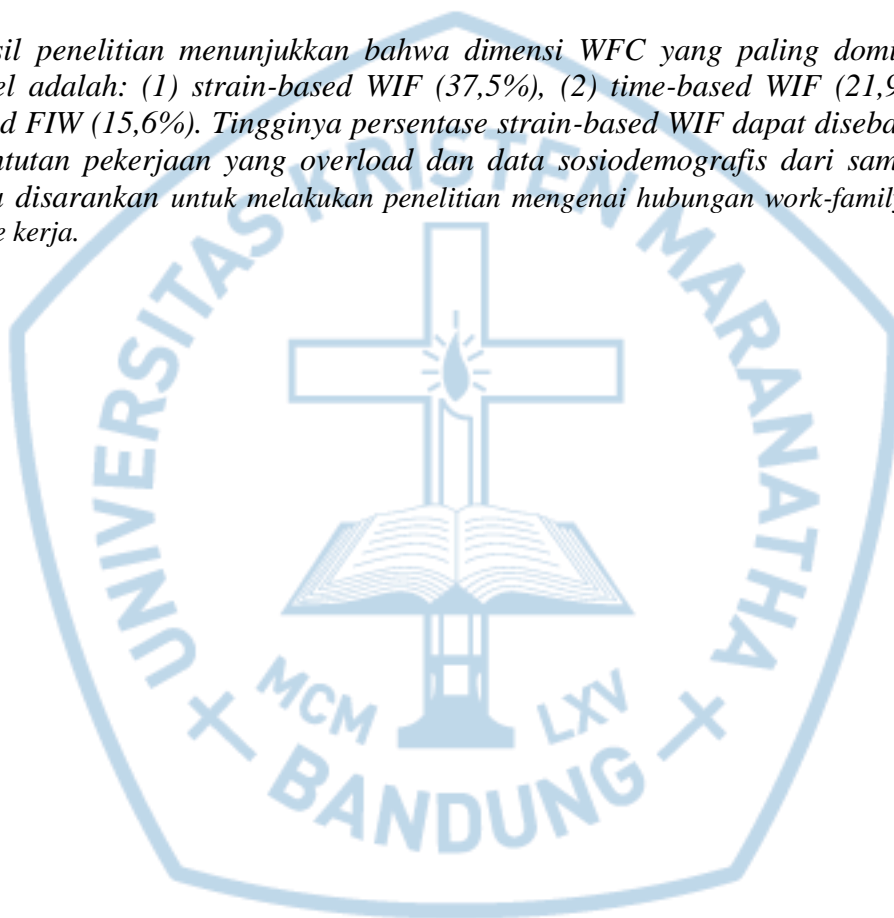 sil penelitian menunjukkan bahwa dimensi WFC yang paling domi
el adalah: (1) strain-based WIF (37,5%), (2) time-based WIF (21,9
d FIW (15,6%). Tingginya persentase strain-based WIF dapat diseba
ntutan pekerjaan yang overload dan data sosiodemografis dari sam
disarankan untuk melakukan penelitian mengenai hubungan work-family
e kerja.
UNIVERSITAS KRISTEN MARANATHA
MCM LXV
BANDUNG